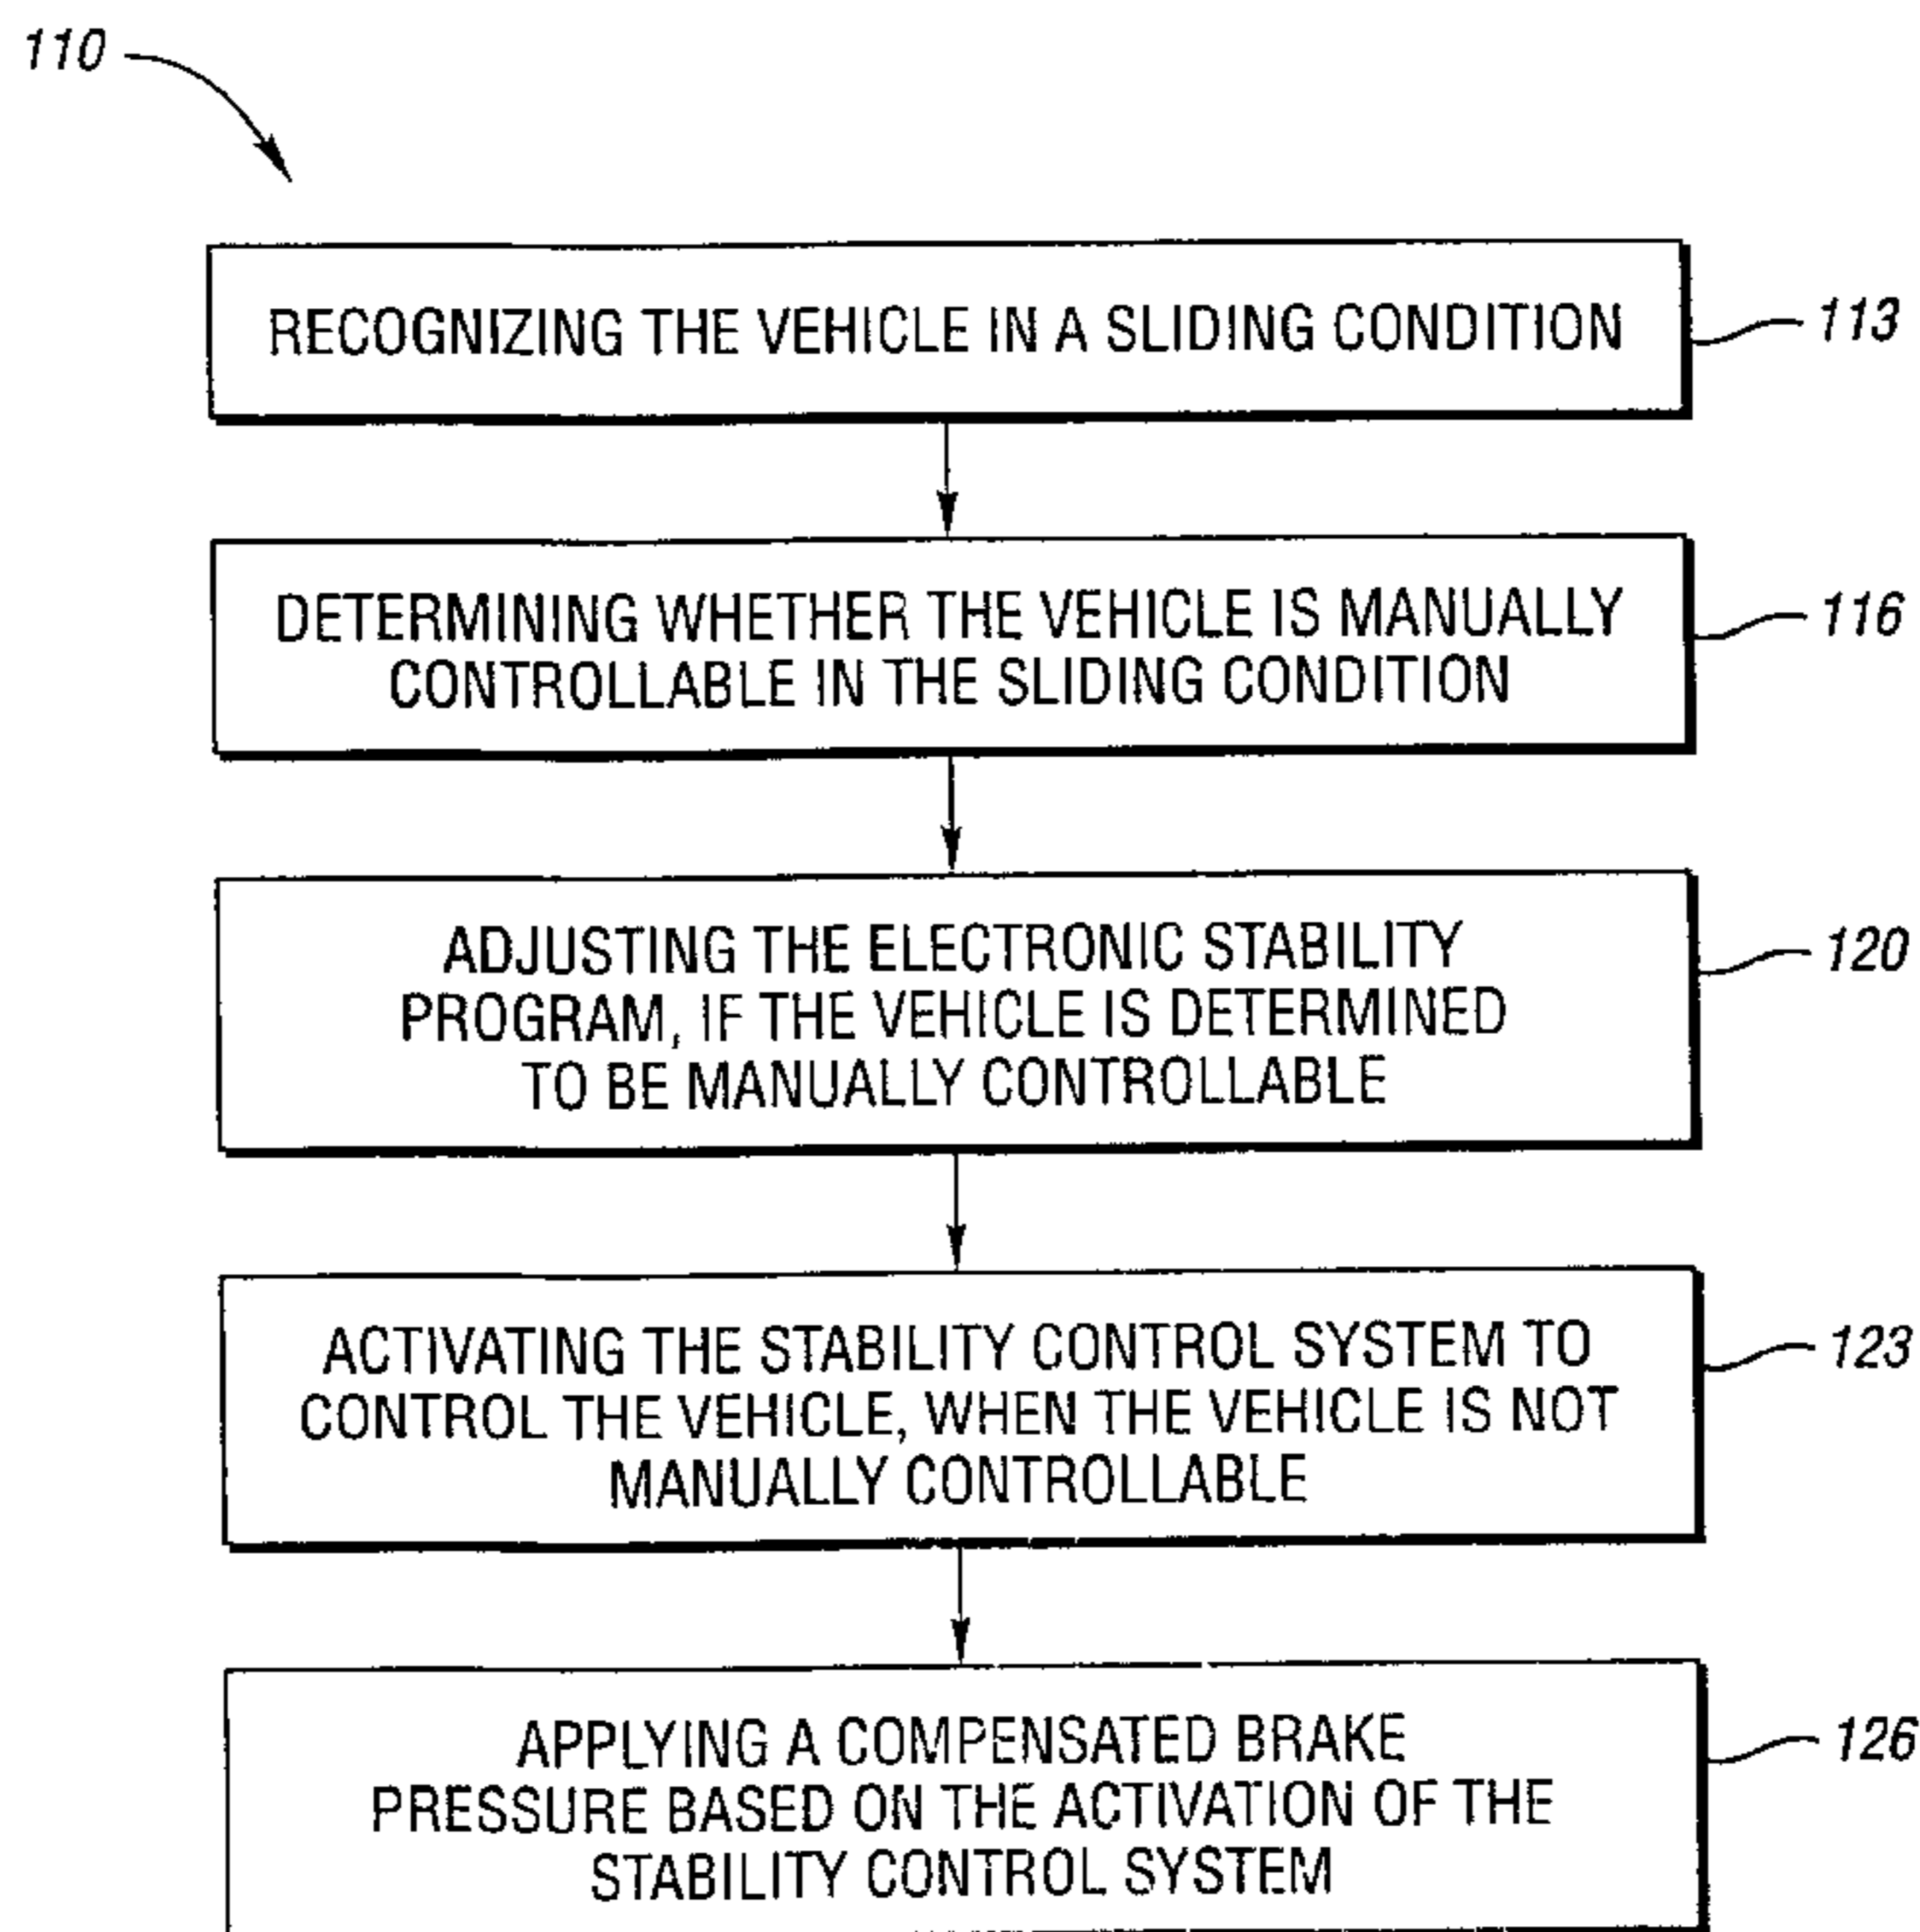 110
RECOGNIZING THE VEHICLE IN A SLIDING CONDITION
113
DETERMINING WHETHER THE VEHICLE IS MANUALLY
CONTROLLABLE IN THE SLIDING CONDITION
116
ADJUSTING THE ELECTRONIC STABILITY
PROGRAM, IF THE VEHICLE IS DETERMINED
TO BE MANUALLY CONTROLLABLE
120
ACTIVATING THE STABILITY CONTROL SYSTEM TO
CONTROL THE VEHICLE, WHEN THE VEHICLE IS NOT
MANUALLY CONTROLLABLE
123
APPLYING A COMPENSATED BRAKE
PRESSURE BASED ON THE ACTIVATION OF THE
STABILITY CONTROL SYSTEM
126